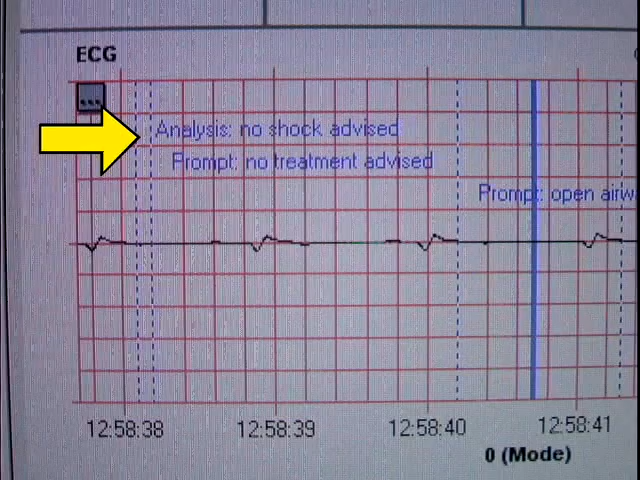 ECG
...
Analysis: no shock advised
Prompt: no treatment advised
Prompt: open
12:58:38 12:58:39 12:58:40 12:58:41
0 (Mode)